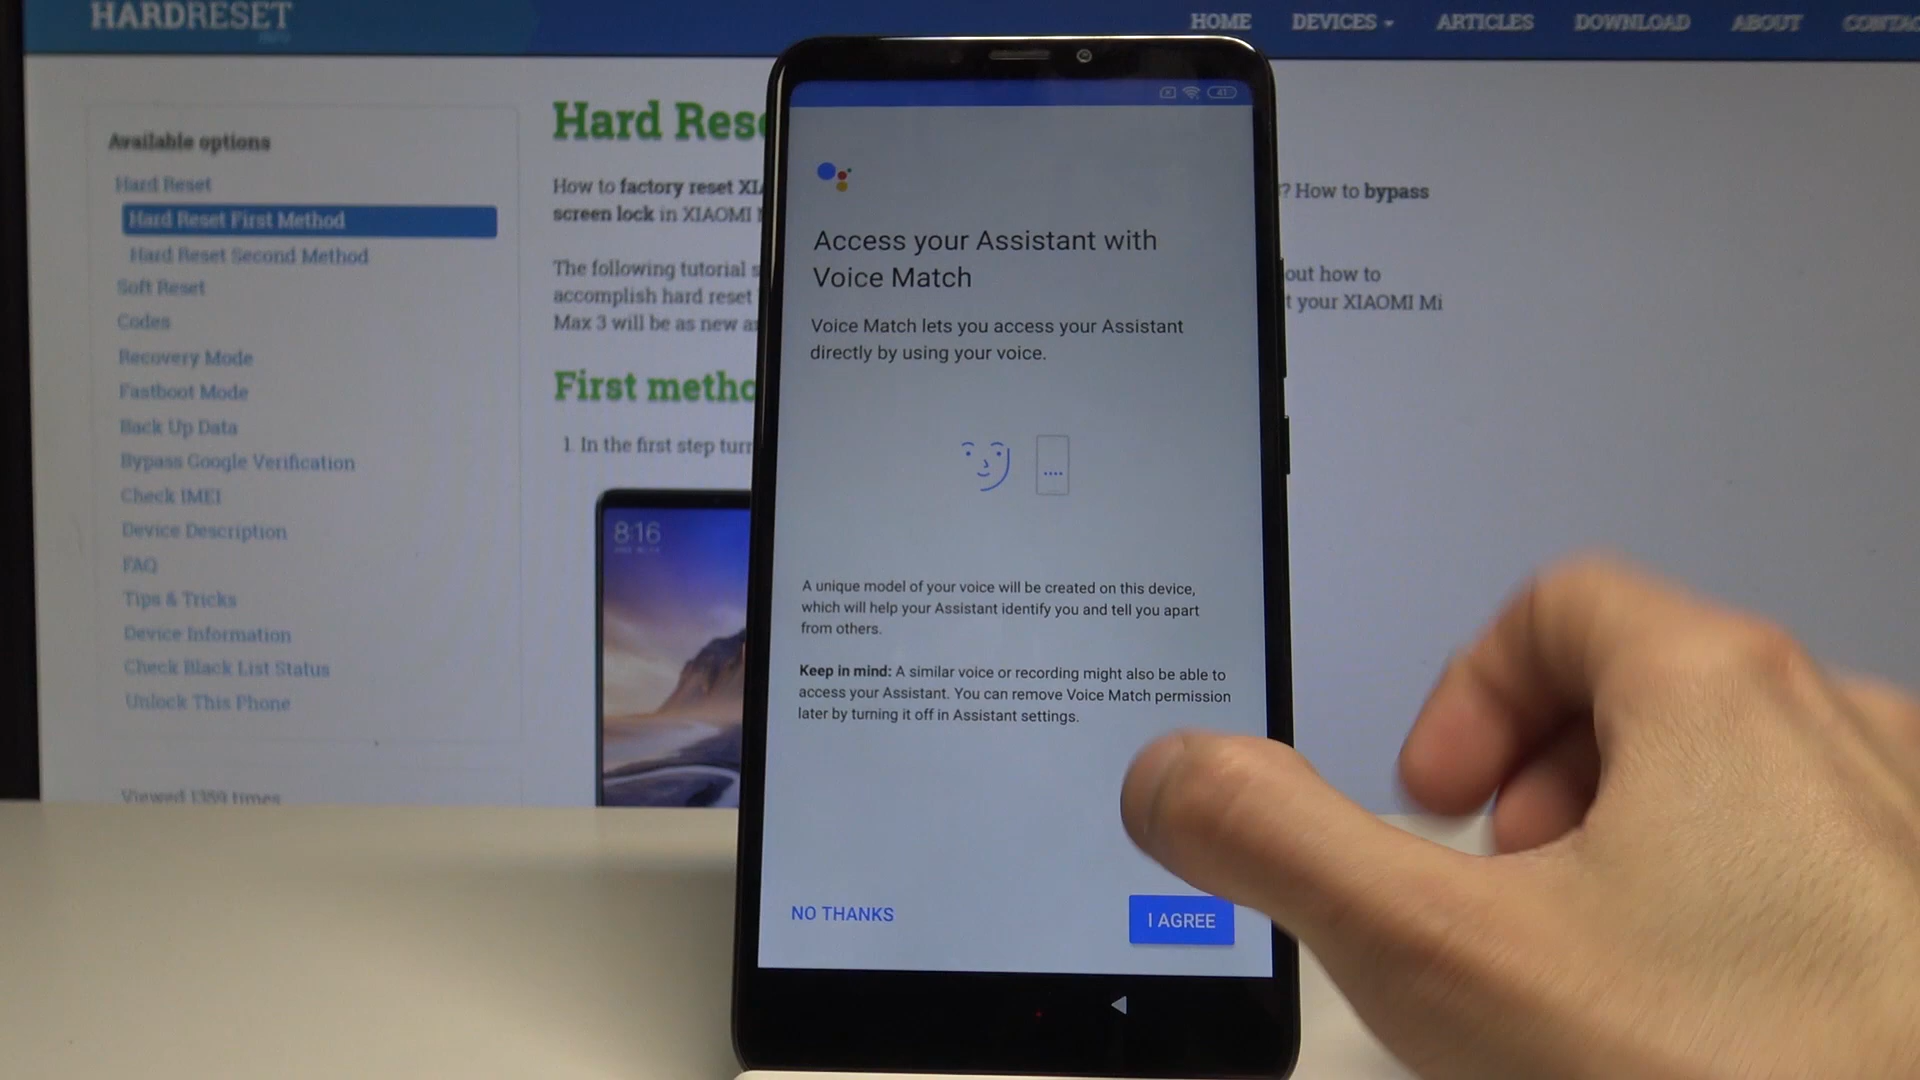 HARDRESET
HOME
DEVICES
ARTICLES
DOWNLOAD
ABOUT
Available options
Hard Reset
Hard Reset First Method
Hard Reset Second Method
Soft Reset
Codes
Recovery Mode
Fastboot Mode
Back Up Data
Bypass Google Verification
Check IMEI
Device Description
FAQ
Tips & Tricks
Device Information
Check Black List Status
Unlock This Phone
Viewed 1389 times
Hard
How to factory reset
screen lock in XIAOMI
? How to bypass
The following tutorial
accomplish hard reset
Max 3 will be as new
out how to
t your XIAOMI Mi
First
1. In the first step
8:16
41
Access your Assistant with
Voice Match
Voice Match lets you access your Assistant
directly by using your voice.
A unique model of your voice will be created on this device,
which will help your Assistant identify you and tell you apart
from others.
Keep in mind: A similar voice or recording might also be able to
access your Assistant. You can remove Voice Match permission
later by turning it off in Assistant settings.
NO THANKS
I AGREE